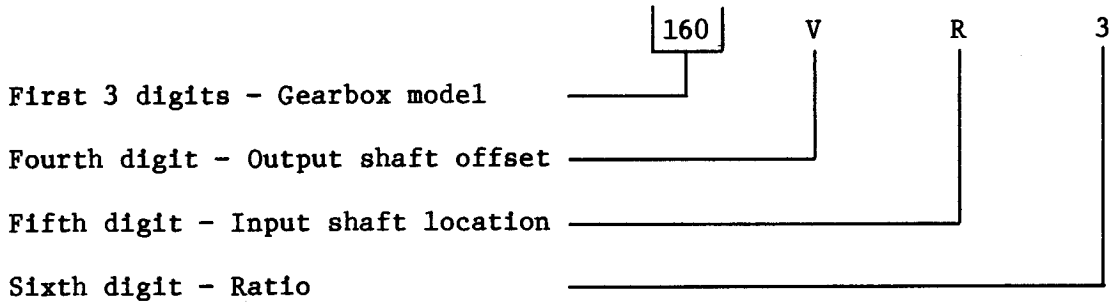 160 V R 3
First 3 digits - Gearbox model
Fourth digit - Output shaft offset
Fifth digit - Input shaft location
Sixth digit - Ratio